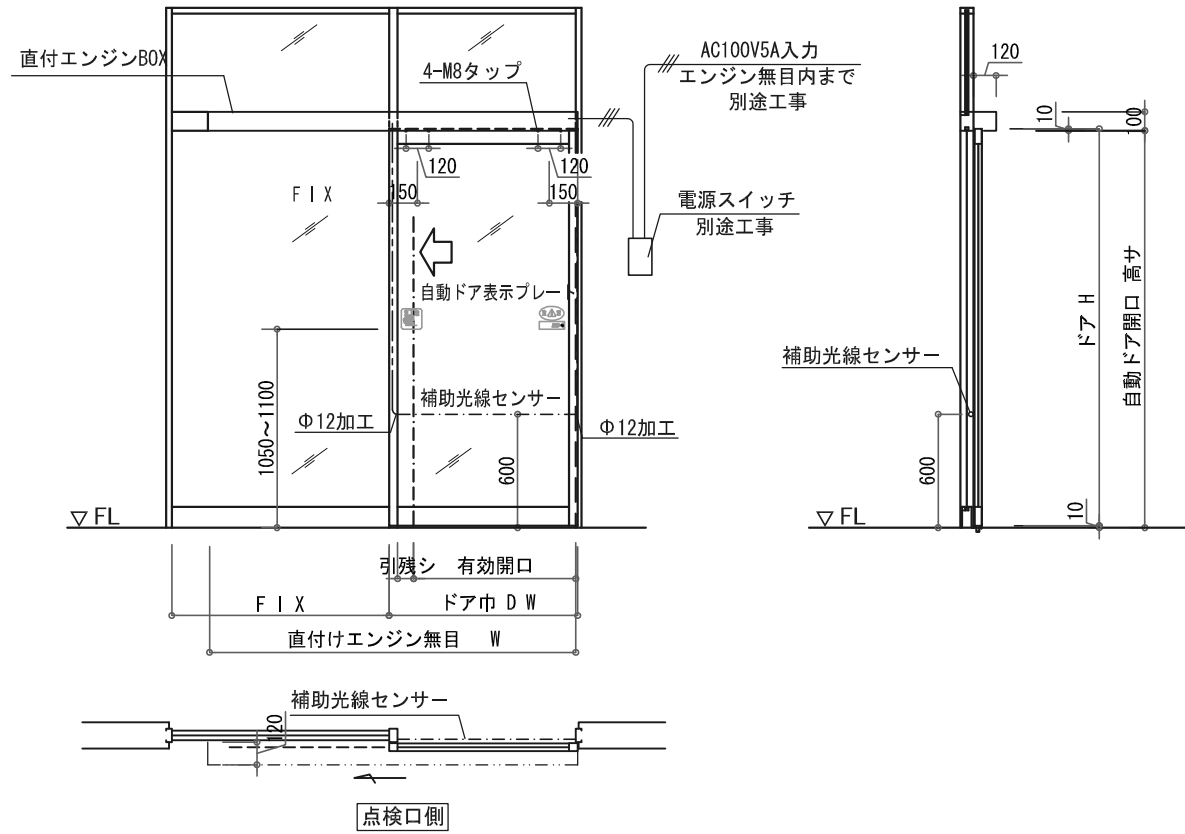 直付エンジンBOX
4-M8タップ
AC100V5A入力
エンジン無目内まで
別途工事
120
10
100
120
120
150
150
FIX
電源スイッチ
別途工事
自動ドア表示プレート
補助光線センサー
Φ12加工
Φ12加工
1050~1100
600
▽FL
引残シ 有効開口
FIX
ドア巾 DW
直付けエンジン無目 W
補助光線センサー
600
▽FL
ドア H
自動ドア開口 高サ
10
補助光線センサー
120
点検口側